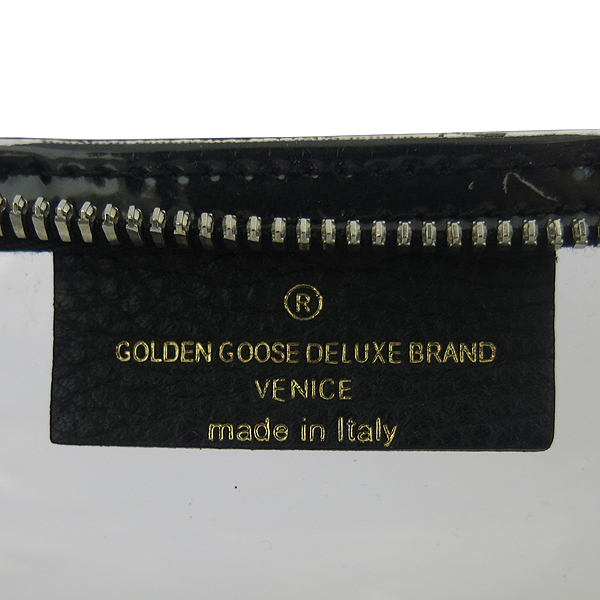 ®
GOLDEN GOOSE DELUXE BRAND
VENICE
made in Italy